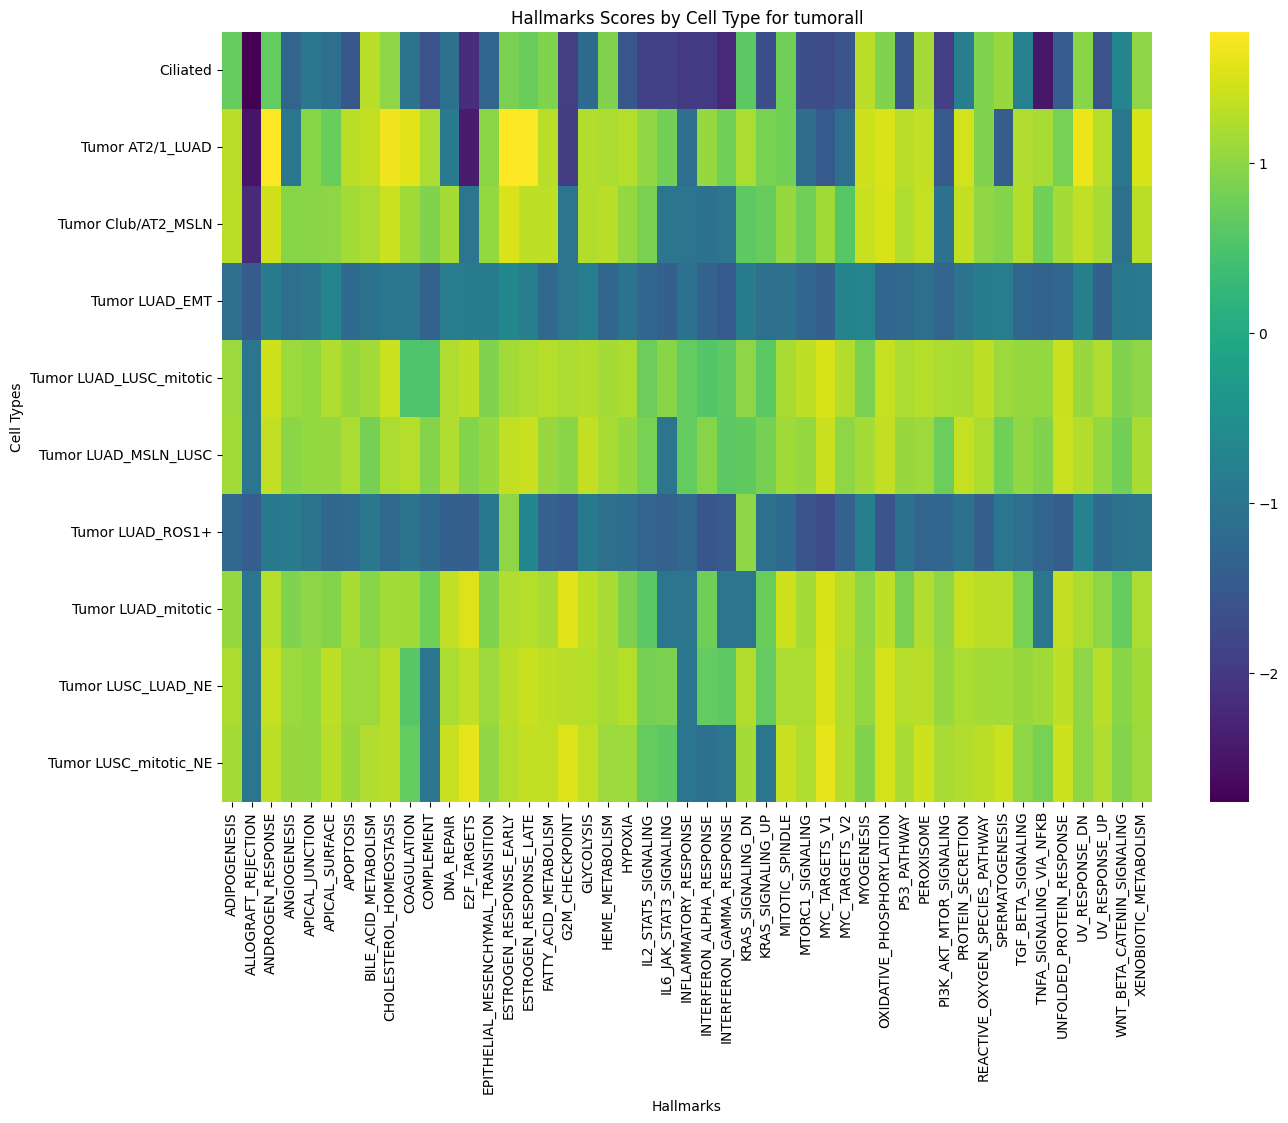 Hallmarks Scores by Cell Type for tumorall
Cell Types
Ciliated
Tumor AT2/1_LUAD
Tumor Club/AT2_MSLN
Tumor LUAD_EMT
Tumor LUAD_LUSC_mitotic
Tumor LUAD_MSLN_LUSC
Tumor LUAD_ROS1+
Tumor LUAD_mitotic
Tumor LUSC_LUAD_NE
Tumor LUSC_mitotic_NE
ADIPOGENESIS
ALLOGRAFT_REJECTION
ANDROGEN_RESPONSE
ANGIOGENESIS
APICAL_JUNCTION
APICAL_SURFACE
APOPTOSIS
BILE_ACID_METABOLISM
CHOLESTEROL_HOMEOSTASIS
COAGULATION
COMPLEMENT
DNA_REPAIR
E2F_TARGETS
EPITHELIAL_MESENCHYMAL_TRANSITION
ESTROGEN_RESPONSE_EARLY
ESTROGEN_RESPONSE_LATE
FATTY_ACID_METABOLISM
G2M_CHECKPOINT
GLYCOLYSIS
HEME_METABOLISM
HYPOXIA
IL2_STAT5_SIGNALING
IL6_JAK_STAT3_SIGNALING
INFLAMMATORY_RESPONSE
INTERFERON_ALPHA_RESPONSE
INTERFERON_GAMMA_RESPONSE
KRAS_SIGNALING_DN
KRAS_SIGNALING_UP
MITOTIC_SPINDLE
MTORC1_SIGNALING
MYC_TARGETS_V1
MYC_TARGETS_V2
MYOGENESIS
OXIDATIVE_PHOSPHORYLATION
P53_PATHWAY
PEROXISOME
PI3K_AKT_MTOR_SIGNALING
PROTEIN_SECRETION
REACTIVE_OXYGEN_SPECIES_PATHWAY
SPERMATOGENESIS
TGF_BETA_SIGNALING
TNFA_SIGNALING_VIA_NFKB
UNFOLDED_PROTEIN_RESPONSE
UV_RESPONSE_DN
UV_RESPONSE_UP
WNT_BETA_CATENIN_SIGNALING
XENOBIOTIC_METABOLISM
Hallmarks
1
0
−1
−2